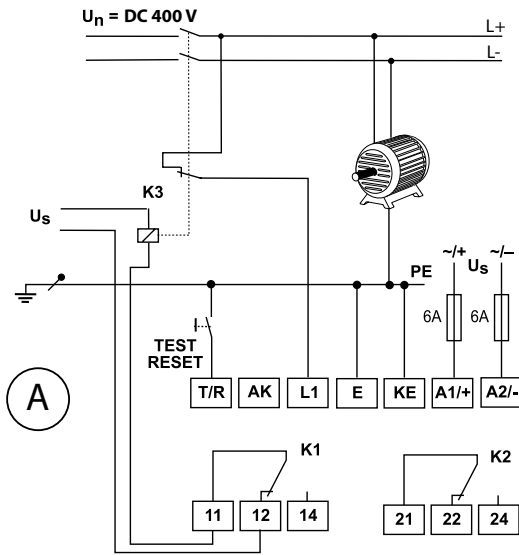 Un = DC 400 V
L+
L-
K3
Us
PE
~/+ Us ~/–
6A 6A
TEST
RESET
T/R AK L1 E KE A1/+ A2/-
A
K1 K2
11 12 14 21 22 24